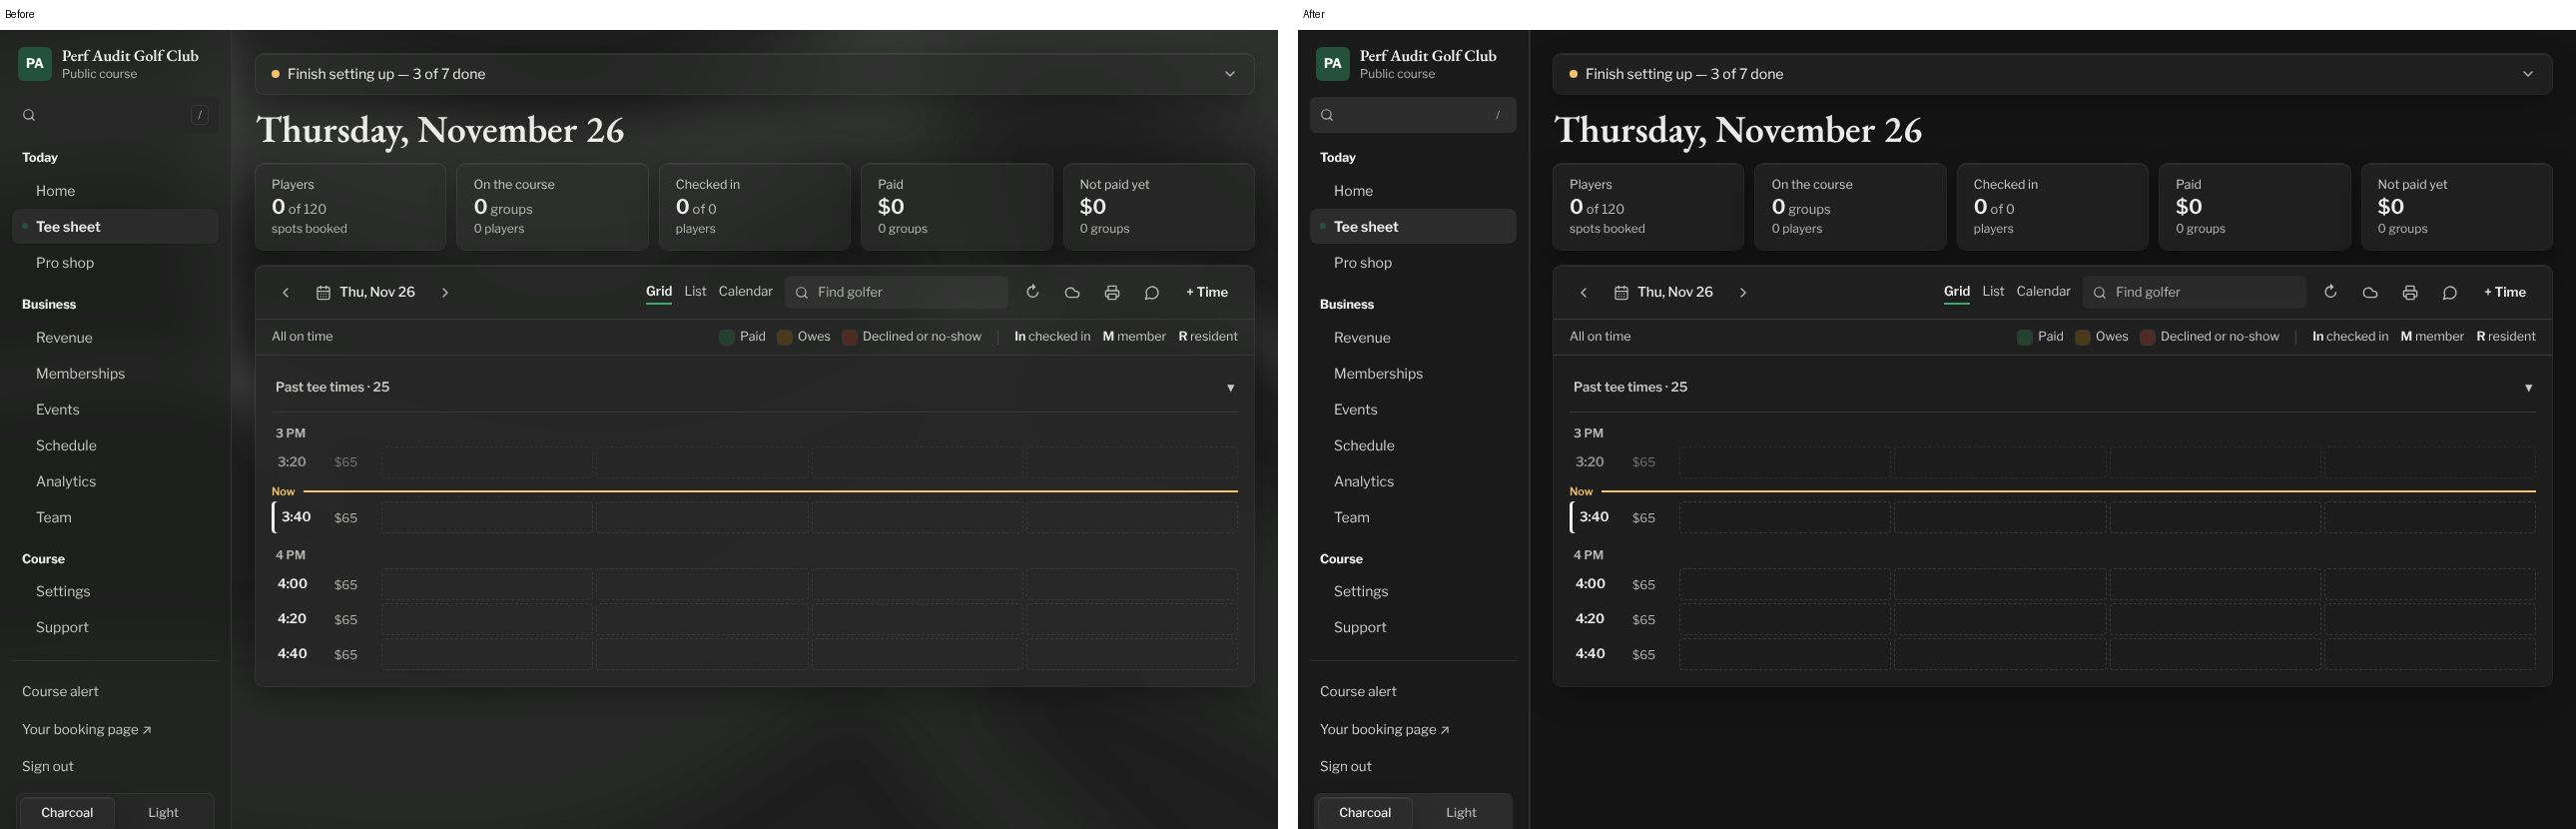 Before
PA
Perf Audit Golf Club
Public course
/
Today
Home
Tee sheet
Pro shop
Business
Revenue
Memberships
Events
Schedule
Analytics
Team
Course
Settings
Support
Course alert
Your booking page ↗
Sign out
Charcoal Light
Finish setting up — 3 of 7 done
Thursday, November 26
Players
0 of 120
spots booked
On the course
0 groups
0 players
Checked in
0 of 0
players
Paid
$0
0 groups
Not paid yet
$0
0 groups
Thu, Nov 26
Grid List Calendar Find golfer + Time
All on time Paid Owes Declined or no-show In checked in M member R resident
Past tee times · 25 ▼
3 PM
3:20 $65
Now
3:40 $65
4 PM
4:00 $65
4:20 $65
4:40 $65
After
PA
Perf Audit Golf Club
Public course
/
Today
Home
Tee sheet
Pro shop
Business
Revenue
Memberships
Events
Schedule
Analytics
Team
Course
Settings
Support
Course alert
Your booking page ↗
Sign out
Charcoal Light
Finish setting up — 3 of 7 done
Thursday, November 26
Players
0 of 120
spots booked
On the course
0 groups
0 players
Checked in
0 of 0
players
Paid
$0
0 groups
Not paid yet
$0
0 groups
Thu, Nov 26
Grid List Calendar Find golfer + Time
All on time Paid Owes Declined or no-show In checked in M member R resident
Past tee times · 25 ▼
3 PM
3:20 $65
Now
3:40 $65
4 PM
4:00 $65
4:20 $65
4:40 $65